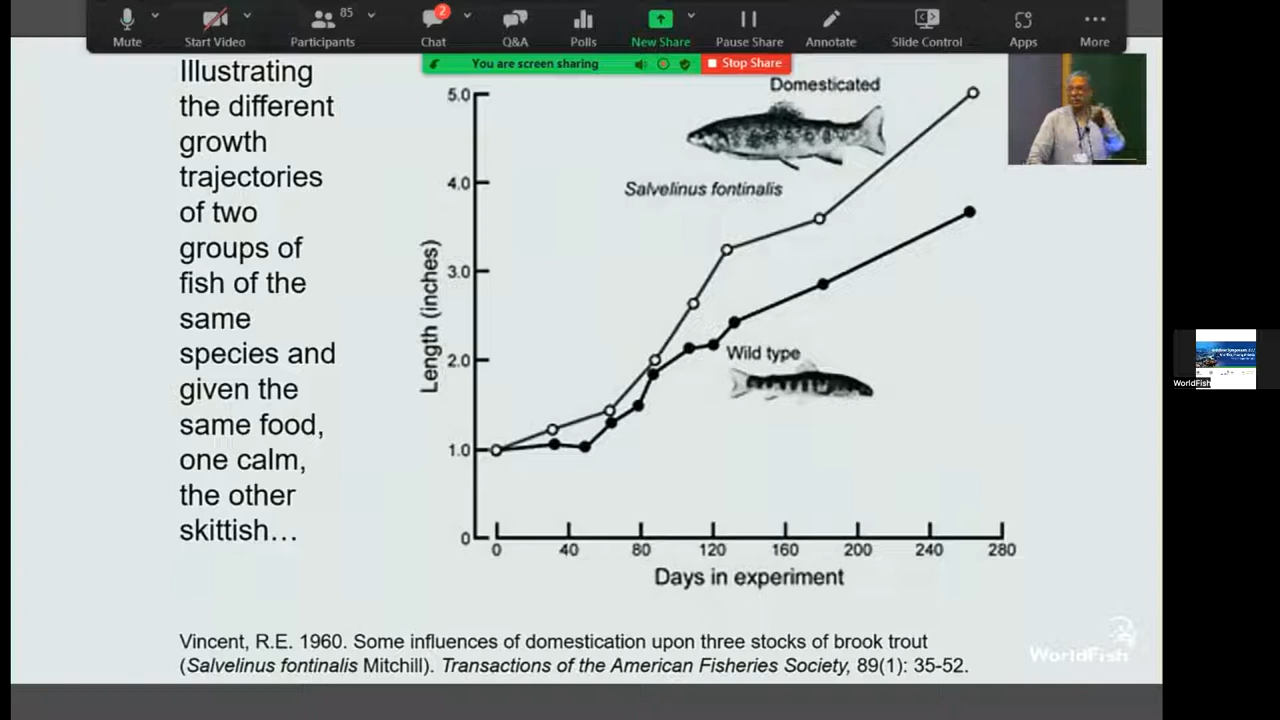 85
2
Mute
Start Video
Participants
Chat
Q&A
Polls
New Share
Pause Share
Annotate
Slide Control
Apps
More
You are screen sharing
Stop Share
Illustrating
the different
growth
trajectories
of two
groups of
fish of the
same
species and
given the
same food,
one calm,
the other
skittish…
Domesticated
Salvelinus fontinalis
Wild type
Length (inches)
5.0
4.0
3.0
2.0
1.0
0
0 40 80 120 160 200 240 280
Days in experiment
Vincent, R.E. 1960. Some influences of domestication upon three stocks of brook trout
(Salvelinus fontinalis Mitchill). Transactions of the American Fisheries Society, 89(1): 35-52.
WorldFish
WorldFish